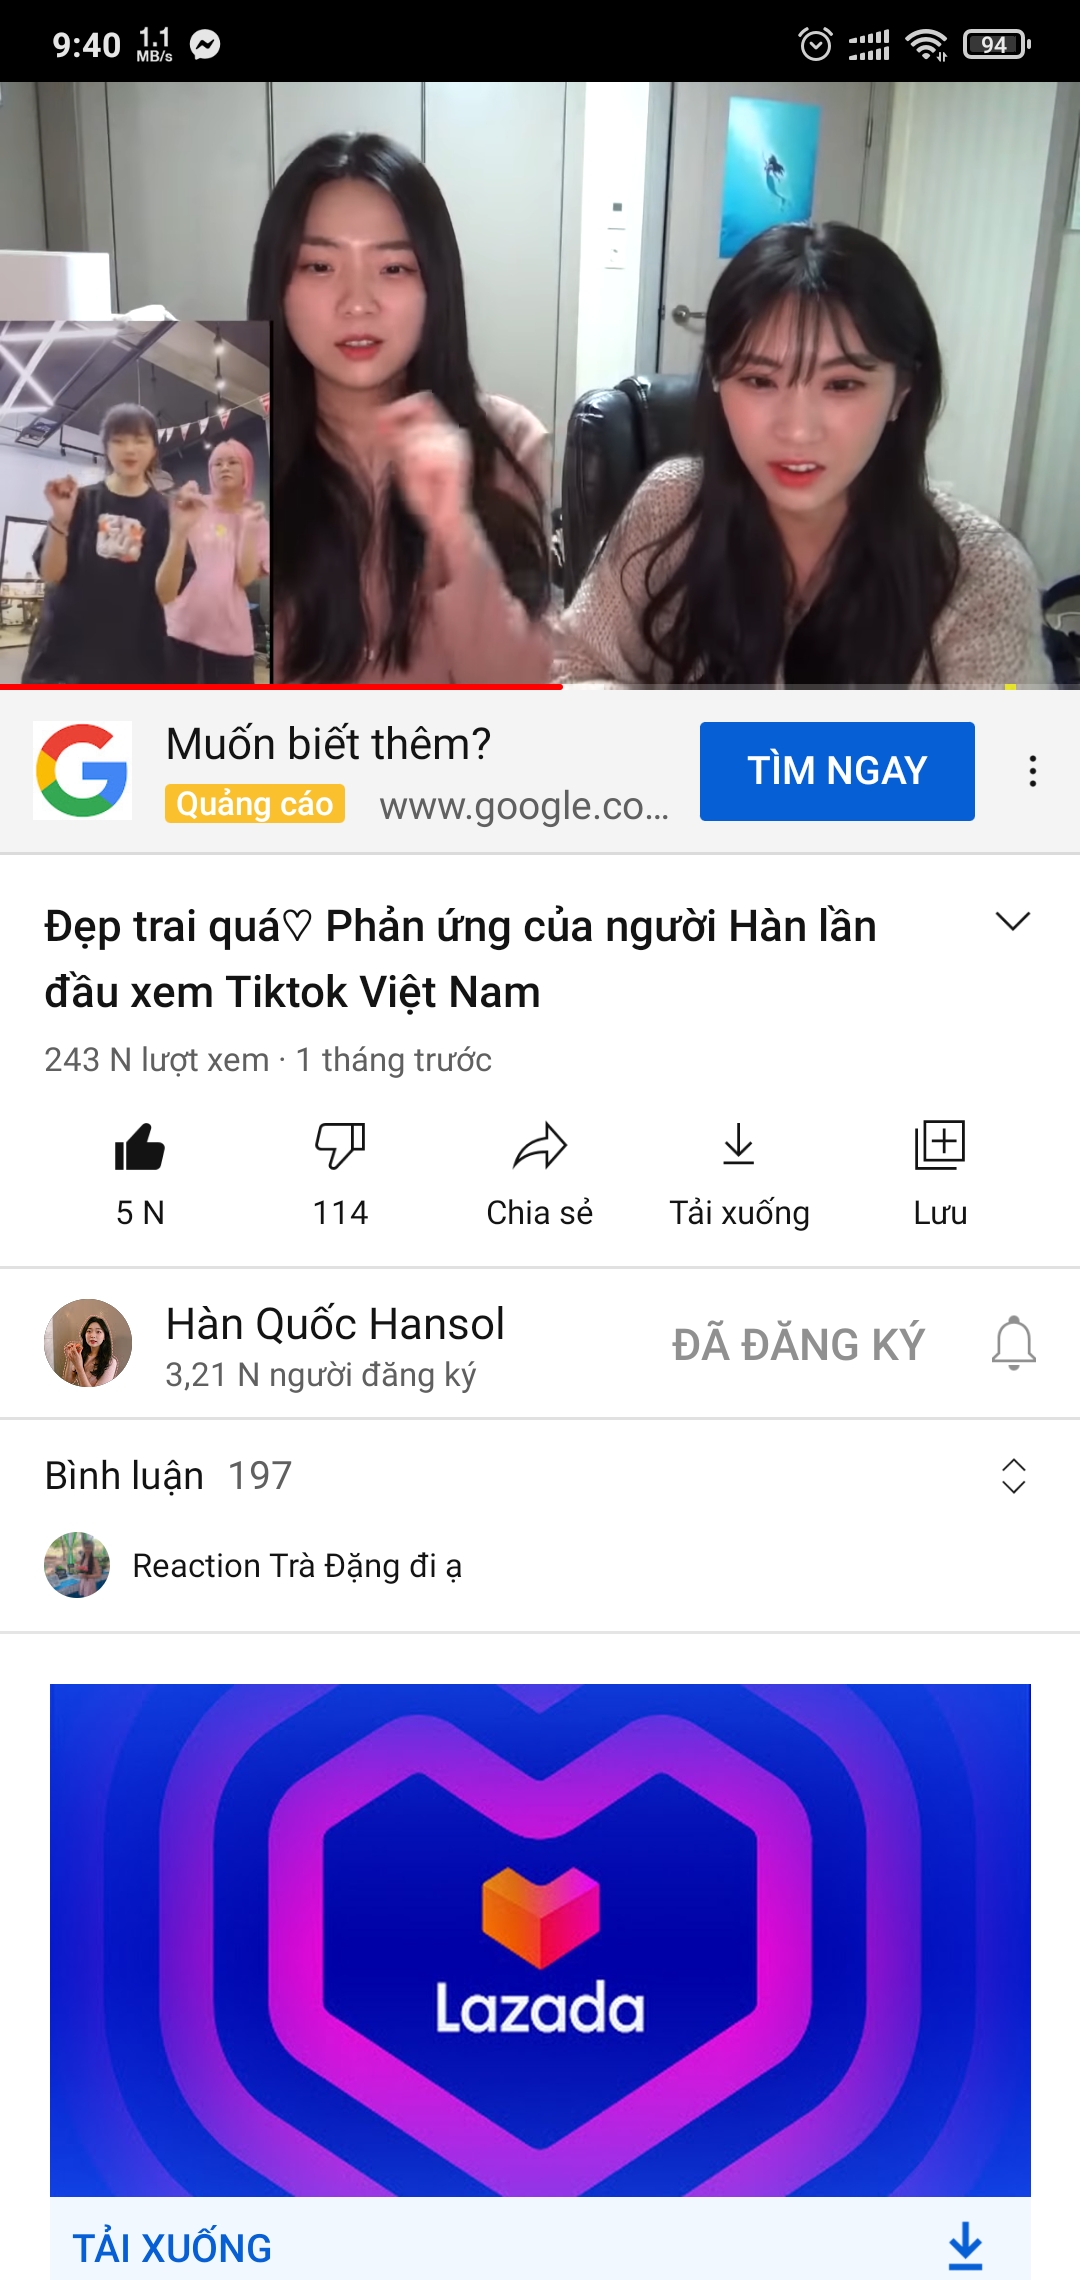 9:40 1.1 MB/s 94
Muốn biết thêm?
Quảng cáo www.google.co...
TÌM NGAY
Đẹp trai quá♡ Phản ứng của người Hàn lần
đầu xem Tiktok Việt Nam
243 N lượt xem · 1 tháng trước
5 N 114 Chia sẻ Tải xuống Lưu
Hàn Quốc Hansol
3,21 N người đăng ký
ĐÃ ĐĂNG KÝ
Bình luận 197
Reaction Trà Đặng đi ạ
Lazada
TẢI XUỐNG